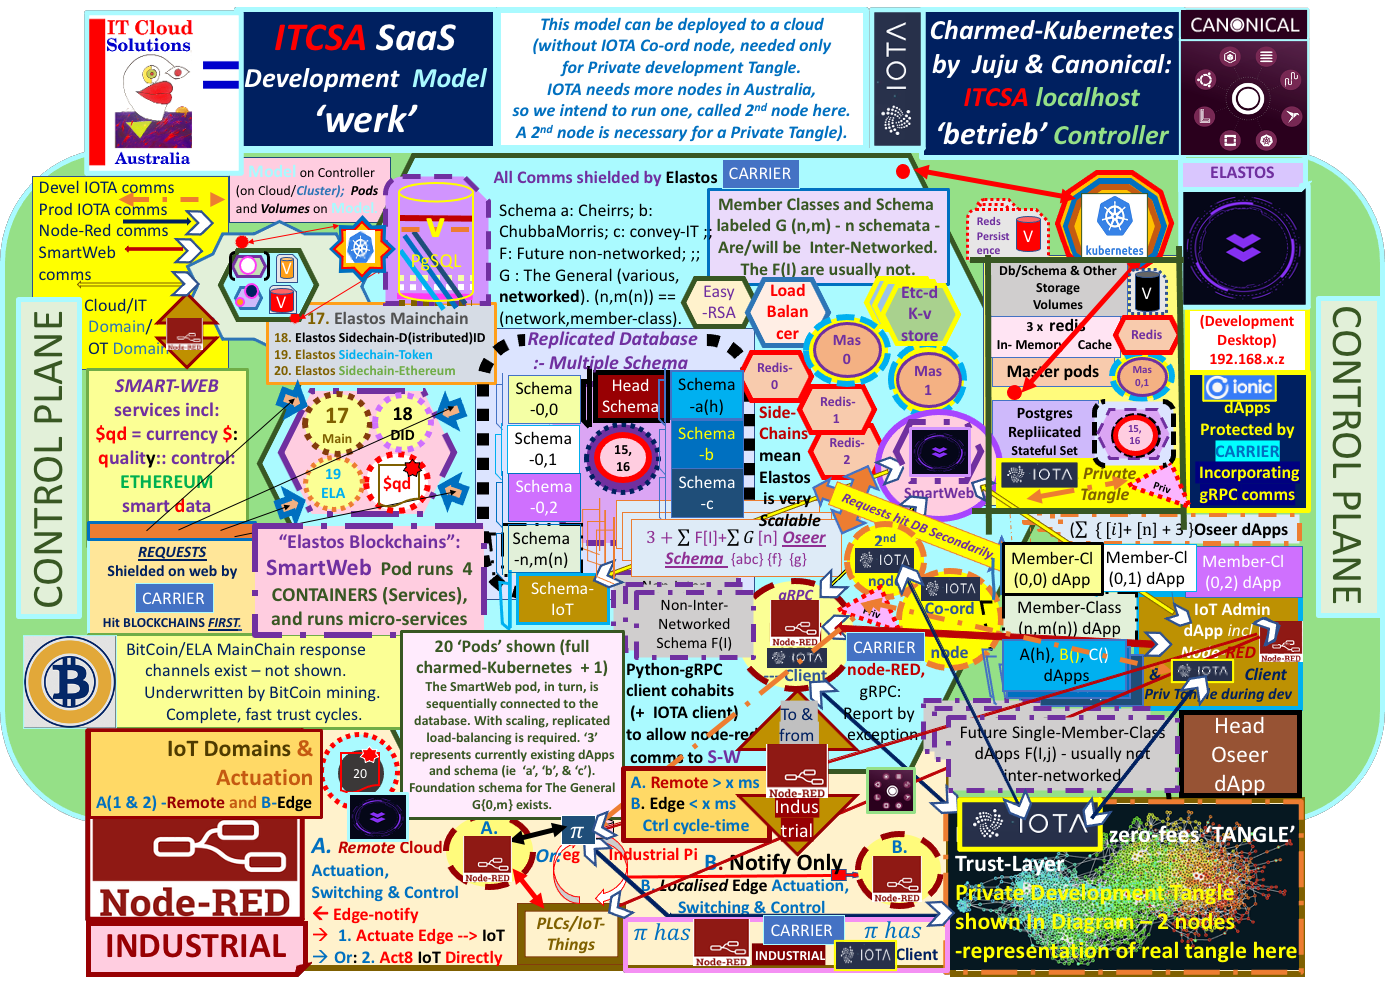 IT Cloud
Solutions
Australia
ITCSA SaaS
Development Model
‘werk’
This model can be deployed to a cloud
(without IOTA Co-ord node, needed only
for Private development Tangle.
IOTA needs more nodes in Australia,
so we intend to run one, called 2nd node here.
A 2nd node is necessary for a Private Tangle).
IOTA
Charmed-Kubernetes
by Juju & Canonical:
ITCSA localhost
‘betrieb’ Controller
CANONICAL
ELASTOS
CONTROL PLANE
CONTROL PLANE
Devel IOTA comms
Prod IOTA comms
Node-Red comms
SmartWeb
comms
Cloud/IT
Domain/
OT Domain
Node-RED
Model on Controller
(on Cloud/Cluster); Pods
and Volumes on Model
V
V
V
PgSQL
All Comms shielded by Elastos
CARRIER
Schema a: Cheirrs; b:
ChubbaMorris; c: convey-IT ;;
F: Future non-networked; ;;
G : The General (various,
networked). (n,m(n)) ==
(network,member-class).
Member Classes and Schema
labeled G (n,m) - n schemata -
Are/will be Inter-Networked.
The F(I) are usually not.
Easy
-RSA
Load
Balan
cer
Etc-d
K-v
store
Mas
0
Mas
1
Redis-
0
Redis-
1
Redis-
2
Reds
Persist
ence
V
kubernetes
Db/Schema & Other
Storage
Volumes
V
3 x redis
In- Memory Cache
Redis
Master pods
Mas
0,1
Postgres
Repliicated
Stateful Set
15,
16
IOTA
Private
Tangle
Priv
(Development
Desktop)
192.168.x.z
ionic
dApps
Protected by
CARRIER
Incorporating
gRPC comms
17. Elastos Mainchain
18. Elastos Sidechain-D(istributed)ID
19. Elastos Sidechain-Token
20. Elastos Sidechain-Ethereum
SMART-WEB
services incl:
$qd = currency $:
quality:: control:
ETHEREUM
smart data
17
Main
18
DID
19
ELA
$qd
REQUESTS
Shielded on web by
CARRIER
Hit BLOCKCHAINS FIRST.
“Elastos Blockchains”:
SmartWeb Pod runs 4
CONTAINERS (Services),
and runs micro-services
Replicated Database
:- Multiple Schema
Schema
-0,0
Head
Schema
Schema
-a(h)
Schema
-0,1
15,
16
Schema
-b
Schema
-0,2
Schema
-c
Schema
-n,m(n)
Schema-
IoT
3 + ∑ F[I]+∑ G [n] Oseer
Schema {abc} {f} {g}
Side-
Chains
mean
Elastos
is very
Scalable
SmartWeb
Requests hit DB Secondarily
2nd
IOTA
node
IOTA
Co-ord
node
Priv
(∑ { [i]+ [n] + 3 }Oseer dApps
Member-Cl
(0,0) dApp
Member-Cl
(0,1) dApp
Member-Cl
(0,2) dApp
Member-Class
(n,m(n)) dApp
A(h), B(), C()
dApps
IoT Admin
dApp incl
Node-RED
Node-RED
IOTA
& Client
Priv Tangle during dev
Non-Inter-
Networked
Schema F(I)
gRPC
Node-RED
IOTA
Client
CARRIER
node-RED,
gRPC:
Report by
exception
Python-gRPC
client cohabits
(+ IOTA client)
to allow node-red
comms to S-W
To &
from
Node-RED
Indus
trial
BitCoin/ELA MainChain response
channels exist – not shown.
Underwritten by BitCoin mining.
Complete, fast trust cycles.
20 ‘Pods’ shown (full
charmed-Kubernetes + 1)
The SmartWeb pod, in turn, is
sequentially connected to the
database. With scaling, replicated
load-balancing is required. ‘3’
represents currently existing dApps
and schema (ie ‘a’, ‘b’, & ‘c’).
Foundation schema for The General
G{0,m} exists.
Future Single-Member-Class
dApps F(I,j) - usually not
inter-networked
Head
Oseer
dApp
IoT Domains &
Actuation
A(1 & 2) -Remote and B-Edge
20
Node-RED
INDUSTRIAL
A. Remote Cloud
Actuation,
Switching & Control
← Edge-notify
→ 1. Actuate Edge --> IoT
→ Or: 2. Act8 IoT Directly
A.
Node-RED
π
Or: eg Industrial Pi
PLCs/IoT-
Things
A. Remote > x ms
B. Edge < x ms
Ctrl cycle-time
B. Notify Only
B. Localised Edge Actuation,
Switching & Control
B.
Node-RED
π has
Node-RED
INDUSTRIAL
CARRIER
π has
IOTA
Client
IOTA
zero-fees ‘TANGLE’
Trust-Layer
Private Development Tangle
shown in Diagram – 2 nodes
-representation of real tangle here